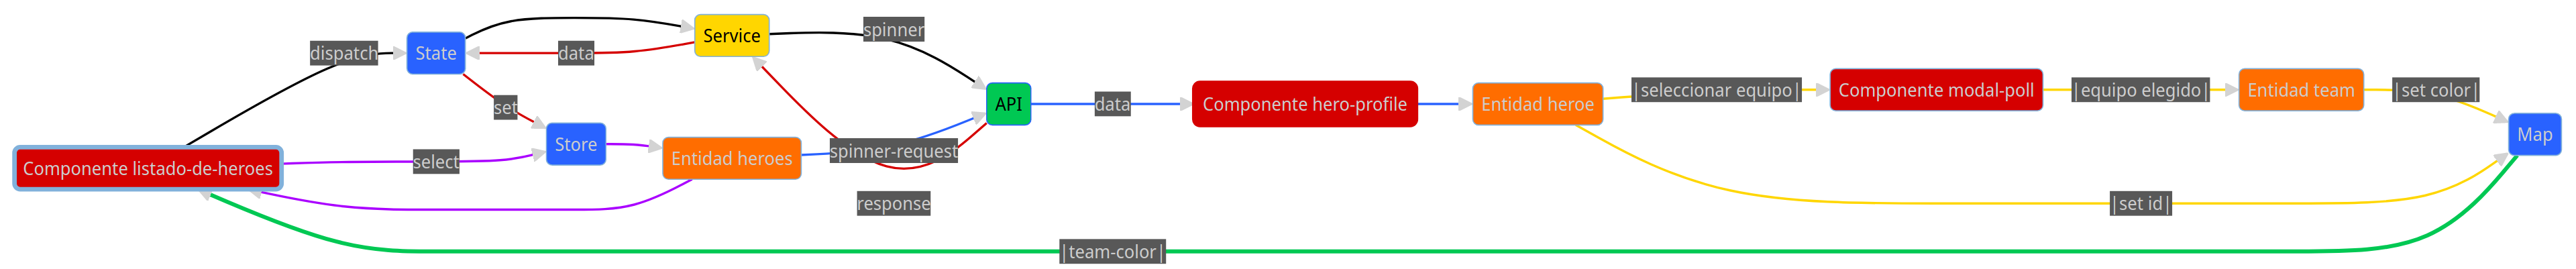 Componente listado-de-heroes
dispatch
State
select
set
Store
data
Service
Entidad heroes
spinner
spinner-request
response
API
data
Componente hero-profile
Entidad heroe
|seleccionar equipo|
Componente modal-poll
|equipo elegido|
Entidad team
|set color|
|set id|
Map
|team-color|